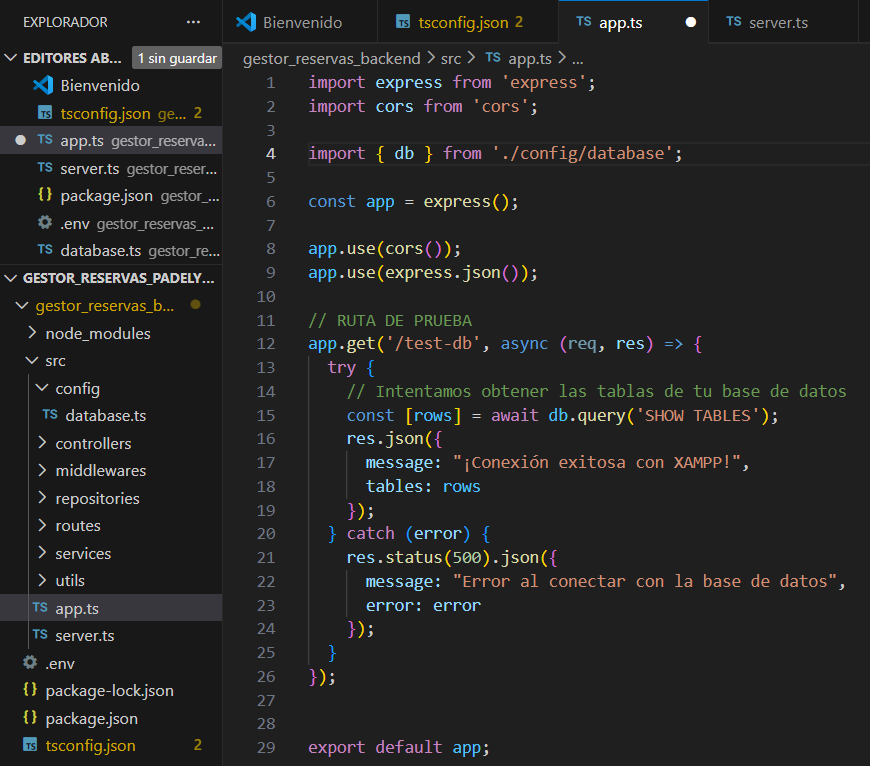 EXPLORADOR ...
EDITORES AB... 1 sin guardar
Bienvenido
tsconfig.json ge... 2
TS app.ts gestor_reserva...
TS server.ts gestor_reser...
{} package.json gestor_...
.env gestor_reservas_...
TS database.ts gestor_re...
GESTOR_RESERVAS_PADELY...
gestor_reservas_b...
node_modules
src
config
TS database.ts
controllers
middlewares
repositories
routes
services
utils
TS app.ts
TS server.ts
.env
{} package-lock.json
{} package.json
TS tsconfig.json 2
Bienvenido TS tsconfig.json 2 TS app.ts TS server.ts
gestor_reservas_backend > src > TS app.ts > ...
1 import express from 'express';
2 import cors from 'cors';
3
4 import { db } from './config/database';
5
6 const app = express();
7
8 app.use(cors());
9 app.use(express.json());
10
11 // RUTA DE PRUEBA
12 app.get('/test-db', async (req, res) => {
13 try {
14 // Intentamos obtener las tablas de tu base de datos
15 const [rows] = await db.query('SHOW TABLES');
16 res.json({
17 message: "¡Conexión exitosa con XAMPP!",
18 tables: rows
19 });
20 } catch (error) {
21 res.status(500).json({
22 message: "Error al conectar con la base de datos",
23 error: error
24 });
25 }
26 });
27
28
29 export default app;